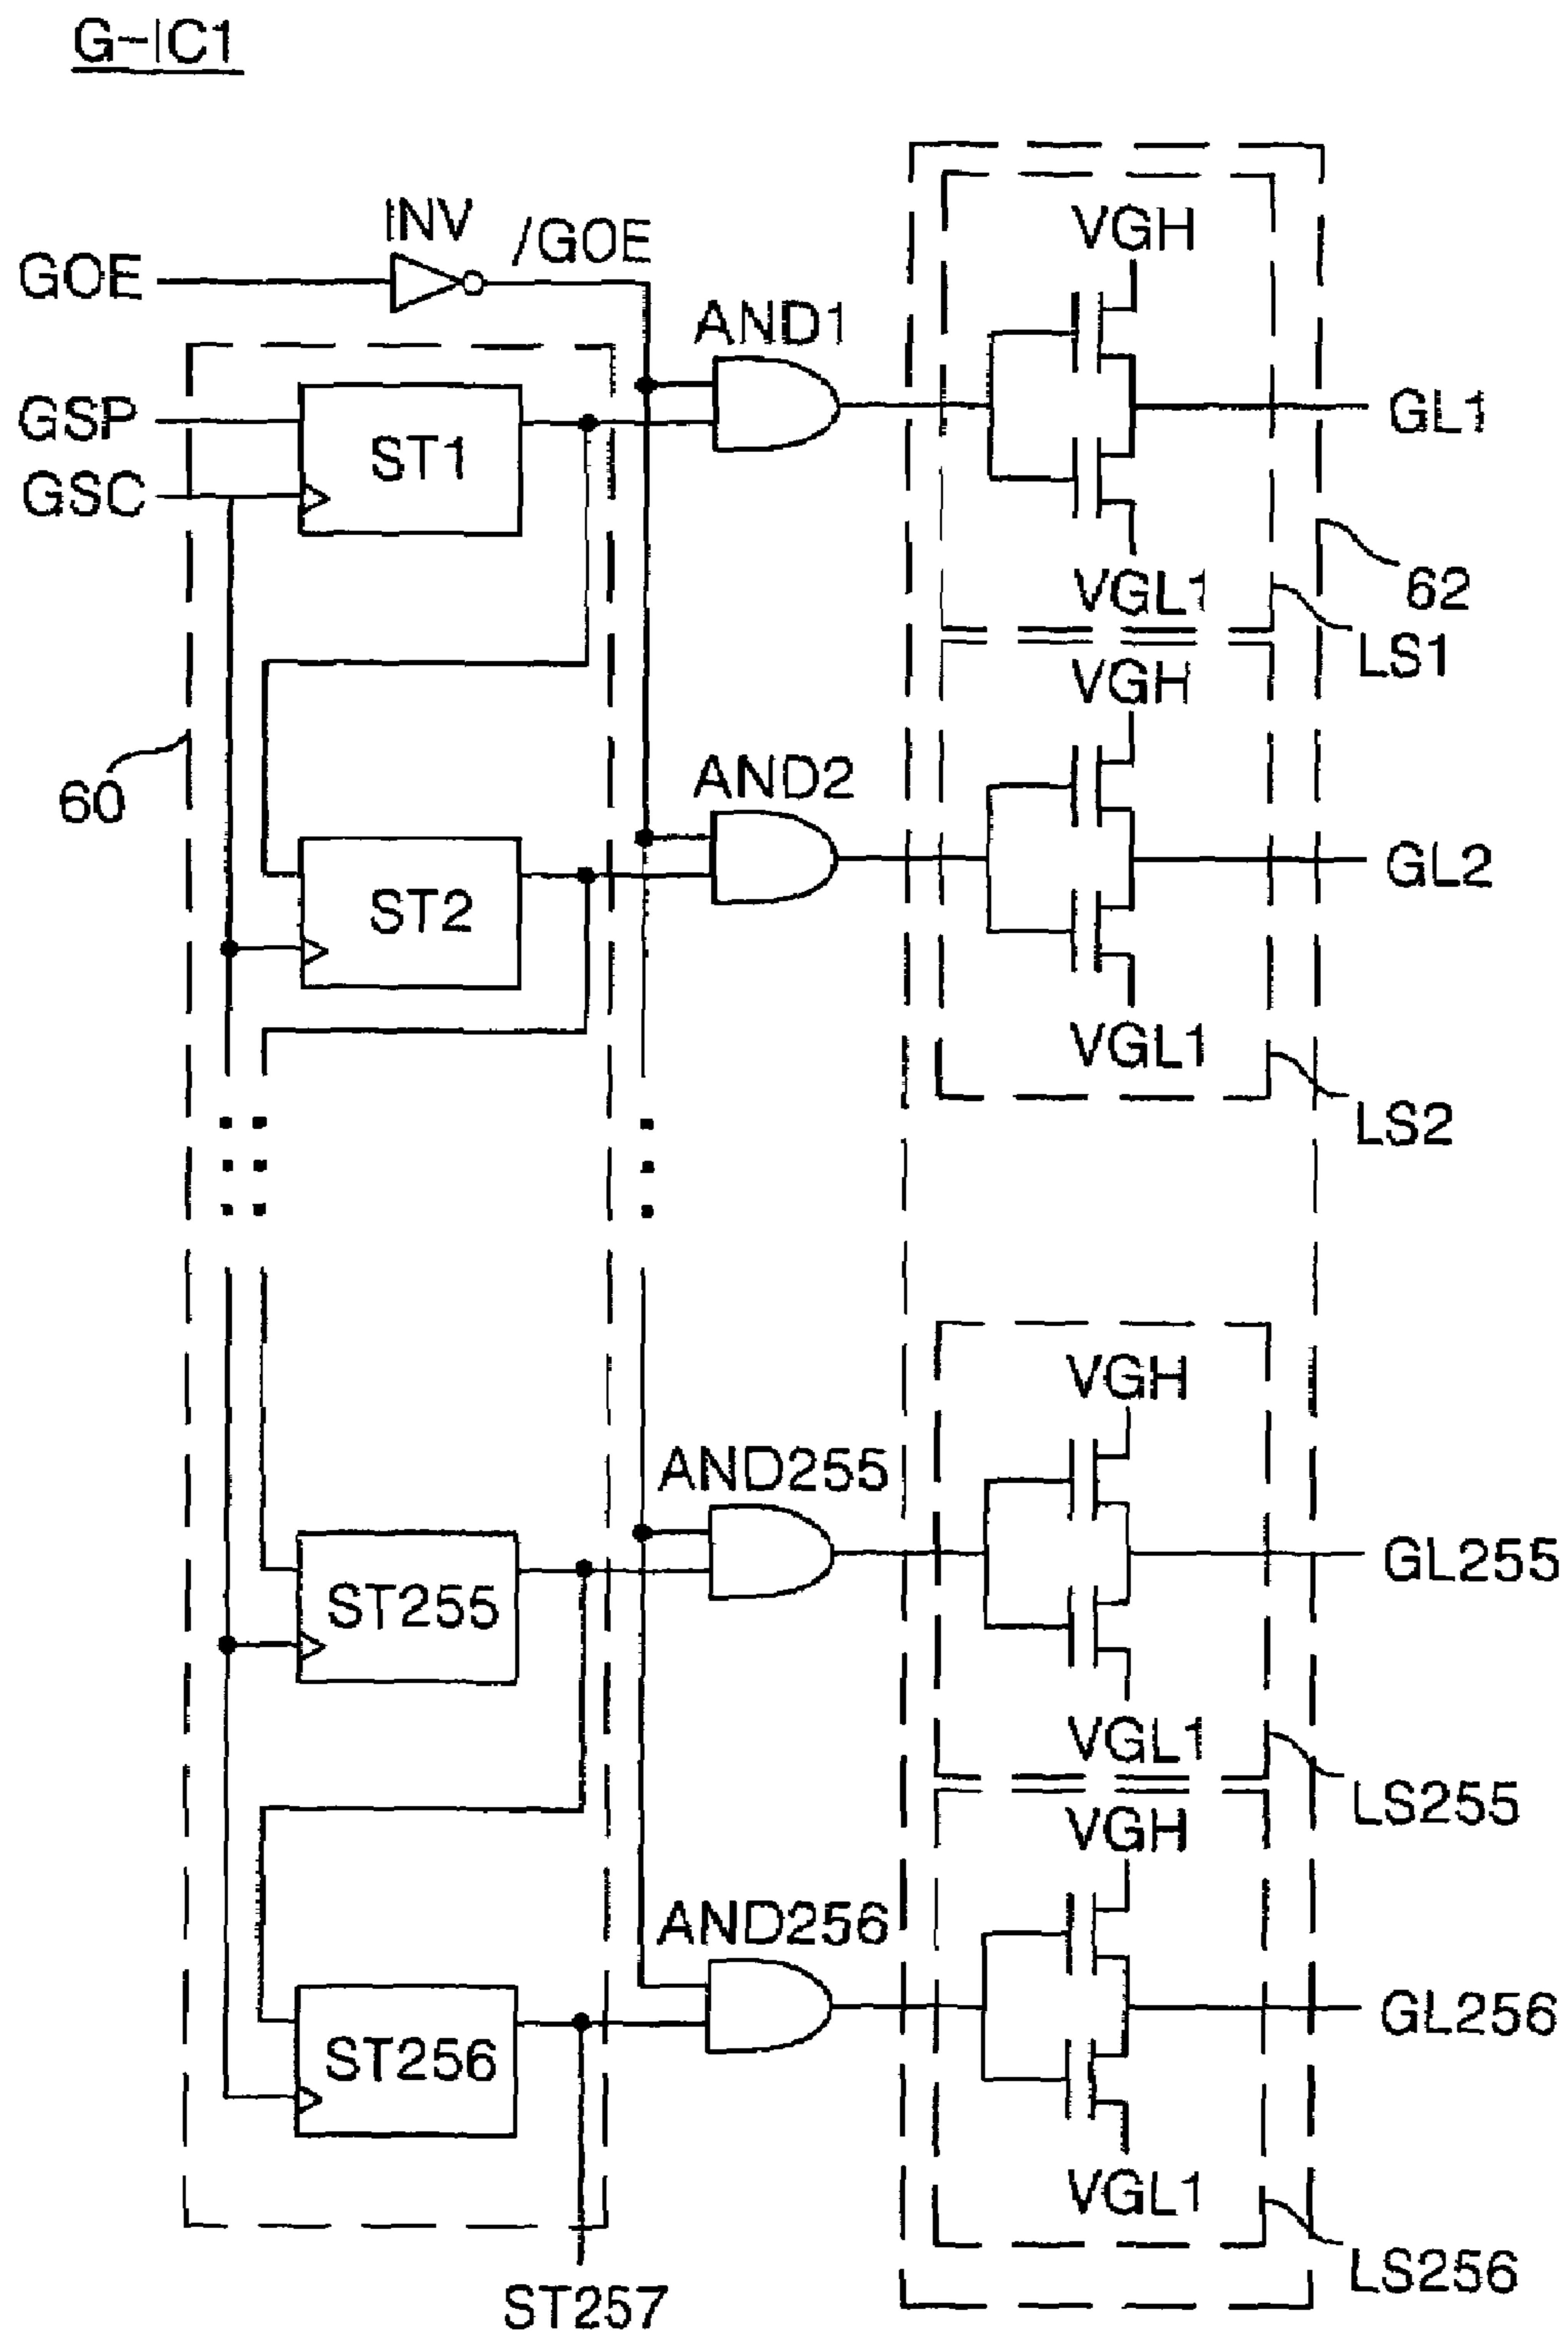 G-IC1
INV
/GOE
GOE
AND1
VGH
GSP
GSC
ST1
GL1
VGL1
62
LS1
VGH
60
AND2
ST2
GL2
VGL1
LS2
VGH
AND255
ST255
GL255
VGL1
LS255
VGH
AND256
ST256
GL256
VGL1
LS256
ST257